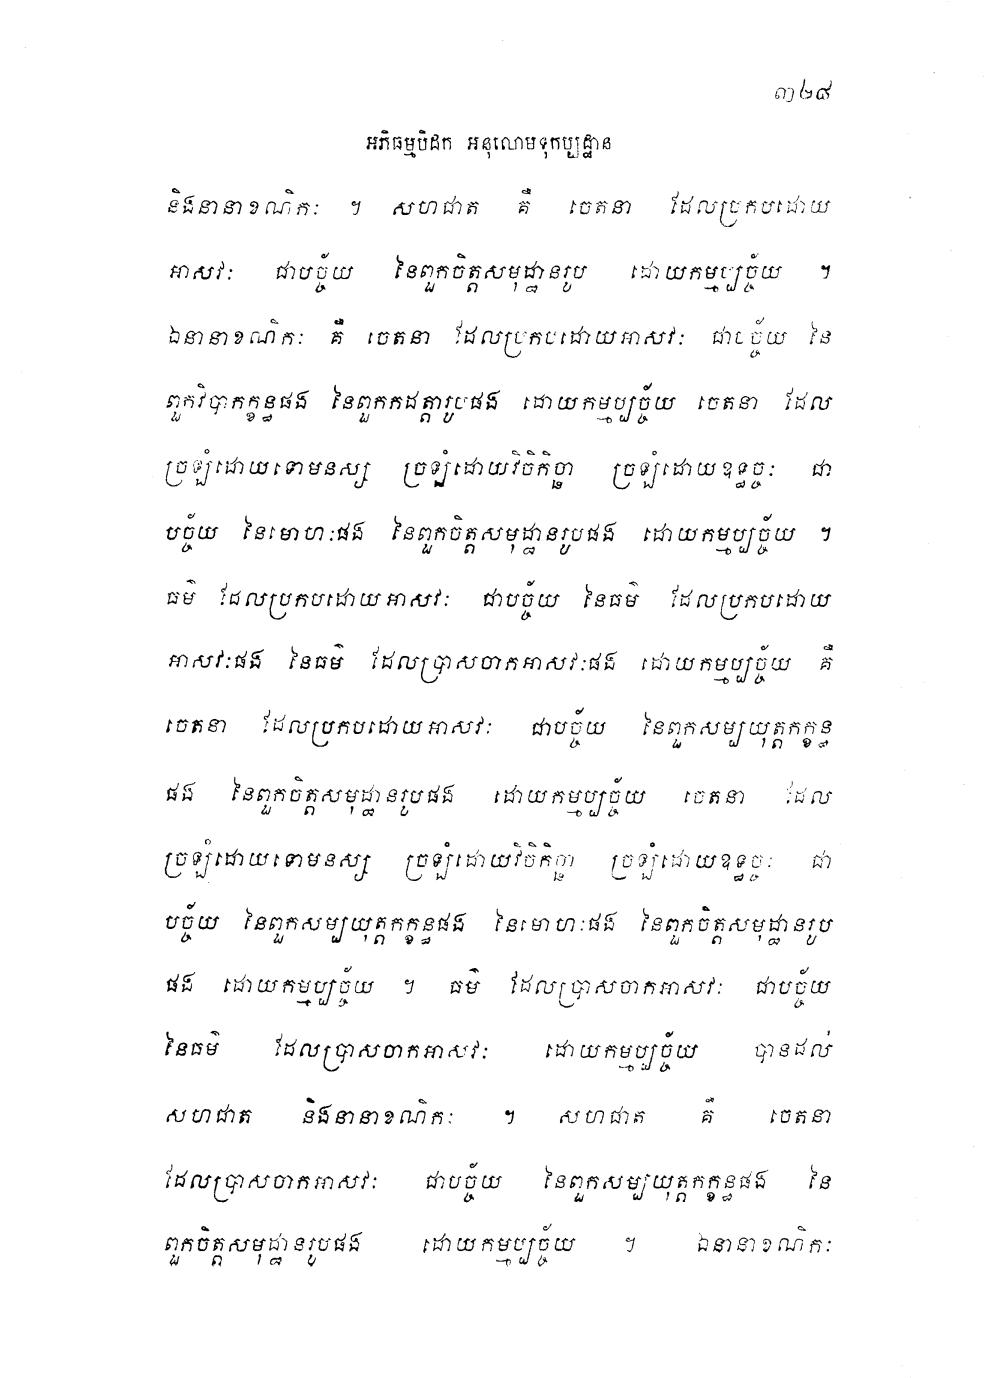 ៣២៤
អភិធម្មបិដក អនុលោមទុកប្បដ្ឋាន
និងនានាខណិកៈ ។ សហជាត គឺ ចេតនា ដែលប្រកបដោយ
អាសវៈ ជាបច្ច័យ នៃពួកចិត្តសមុដ្ឋានរូប ដោយកម្មប្បច្ច័យ ។
ឯនានាខណិកៈ គឺ ចេតនា ដែលប្រកបដោយអាសវៈ ជាបច្ច័យ នៃ
ពួកវិបាកក្ខន្ធផង នៃពួកកដត្តារូបផង ដោយកម្មប្បច្ច័យ ចេតនា ដែល
ច្រឡំដោយទោមនស្ស ច្រឡំដោយវិចិកិច្ឆា ច្រឡំដោយឧទ្ធច្ចៈ ជា
បច្ច័យ នៃមោហៈផង នៃពួកចិត្តសមុដ្ឋានរូបផង ដោយកម្មប្បច្ច័យ ។
ធម៌ ដែលប្រកបដោយអាសវៈ ជាបច្ច័យ នៃធម៌ ដែលប្រកបដោយ
អាសវៈផង នៃធម៌ ដែលប្រាសចាកអាសវៈផង ដោយកម្មប្បច្ច័យ គឺ
ចេតនា ដែលប្រកបដោយអាសវៈ ជាបច្ច័យ នៃពួកសម្បយុត្តកក្ខន្ធ
ផង នៃពួកចិត្តសមុដ្ឋានរូបផង ដោយកម្មប្បច្ច័យ ចេតនា ដែល
ច្រឡំដោយទោមនស្ស ច្រឡំដោយវិចិកិច្ឆា ច្រឡំដោយឧទ្ធច្ចៈ ជា
បច្ច័យ នៃពួកសម្បយុត្តកក្ខន្ធផង នៃមោហៈផង នៃពួកចិត្តសមុដ្ឋានរូប
ផង ដោយកម្មប្បច្ច័យ ។ ធម៌ ដែលប្រាសចាកអាសវៈ ជាបច្ច័យ
នៃធម៌ ដែលប្រាសចាកអាសវៈ ដោយកម្មប្បច្ច័យ បានដល់
សហជាត និងនានាខណិកៈ ។ សហជាត គឺ ចេតនា
ដែលប្រាសចាកអាសវៈ ជាបច្ច័យ នៃពួកសម្បយុត្តកក្ខន្ធផង នៃ
ពួកចិត្តសមុដ្ឋានរូបផង ដោយកម្មប្បច្ច័យ ។ ឯនានាខណិកៈ